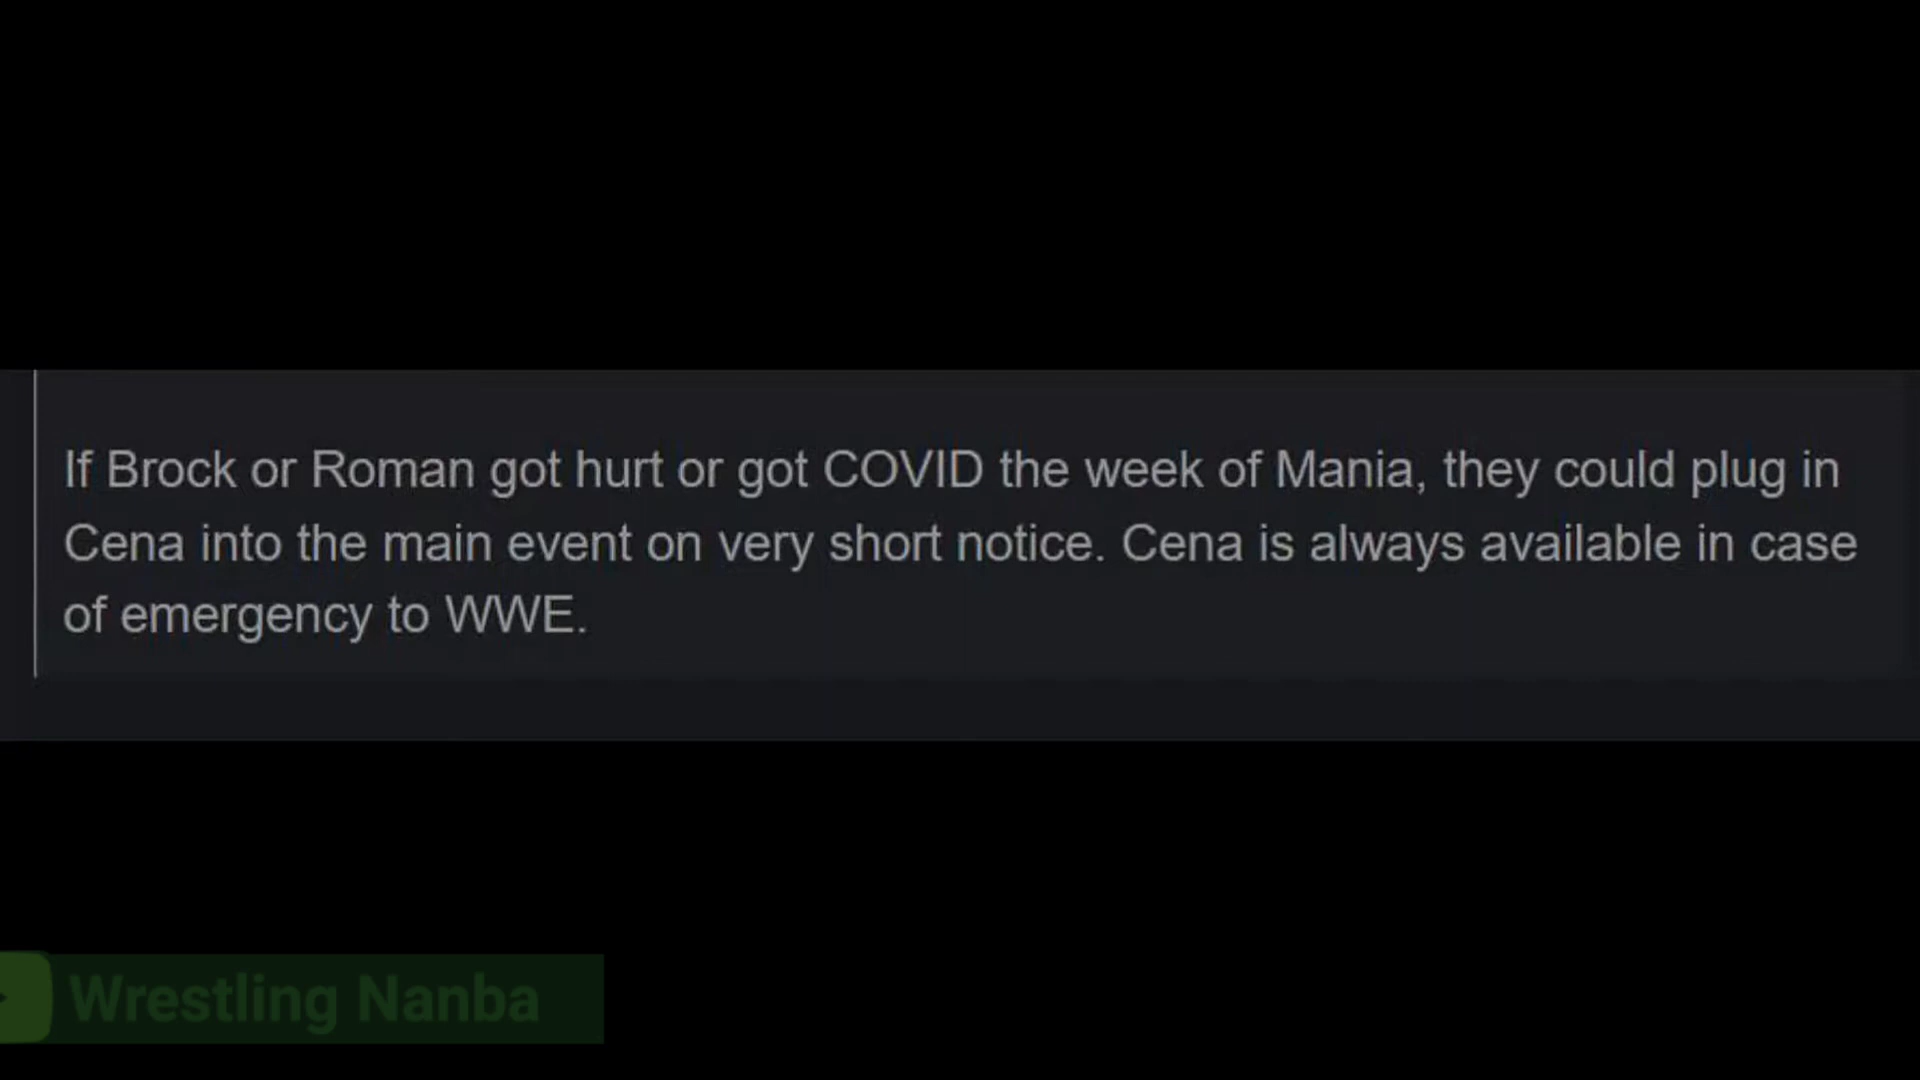 If Brock or Roman got hurt or got COVID the week of Mania, they could plug in
Cena into the main event on very short notice. Cena is always available in case
of emergency to WWE.
Wrestling Nanba